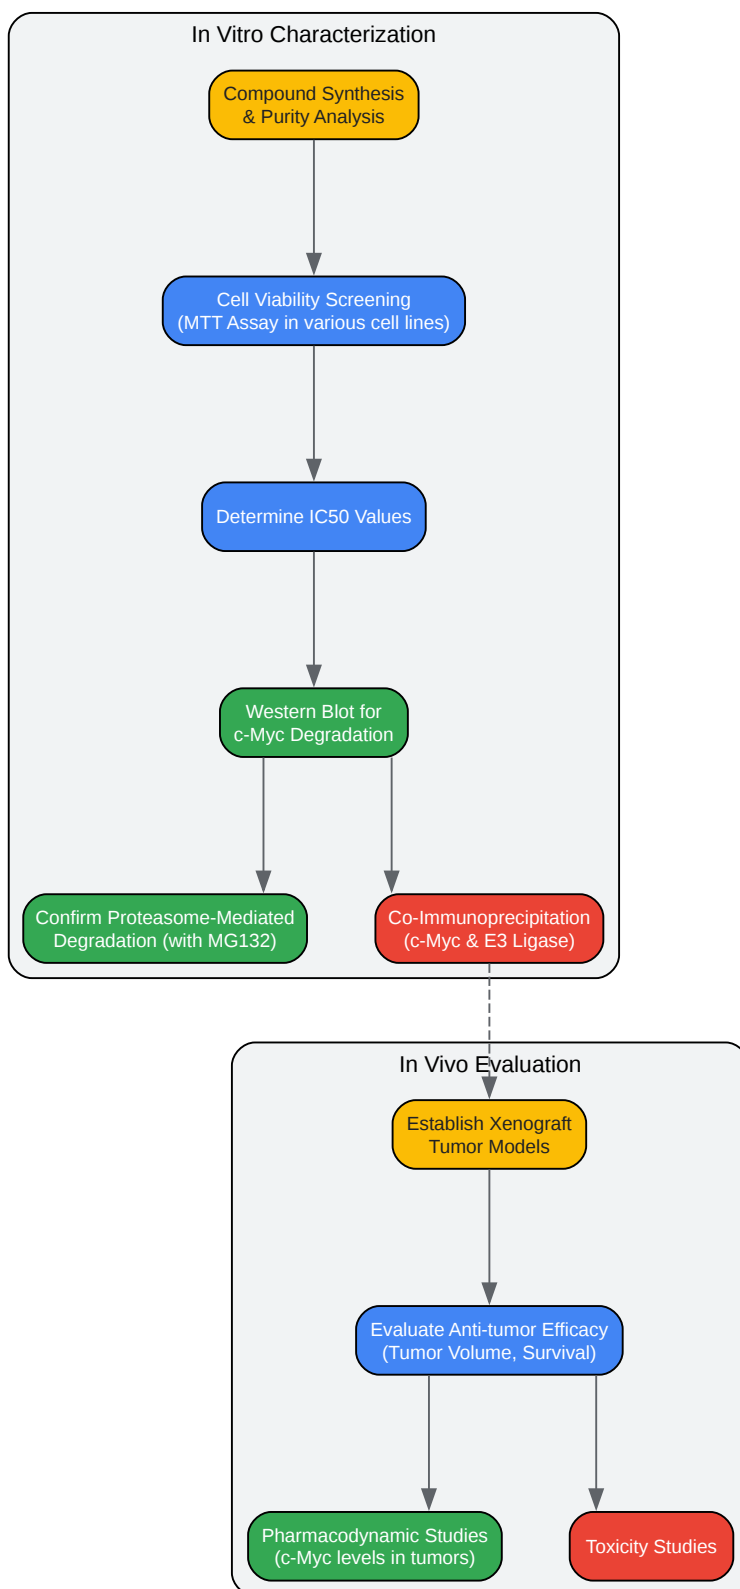 In Vitro Characterization
Compound Synthesis
& Purity Analysis
Cell Viability Screening
(MTT Assay in various cell lines)
Determine IC50 Values
Western Blot for
c-Myc Degradation
Confirm Proteasome-Mediated
Degradation (with MG132)
Co-Immunoprecipitation
(c-Myc & E3 Ligase)
In Vivo Evaluation
Establish Xenograft
Tumor Models
Evaluate Anti-tumor Efficacy
(Tumor Volume, Survival)
Pharmacodynamic Studies
(c-Myc levels in tumors)
Toxicity Studies